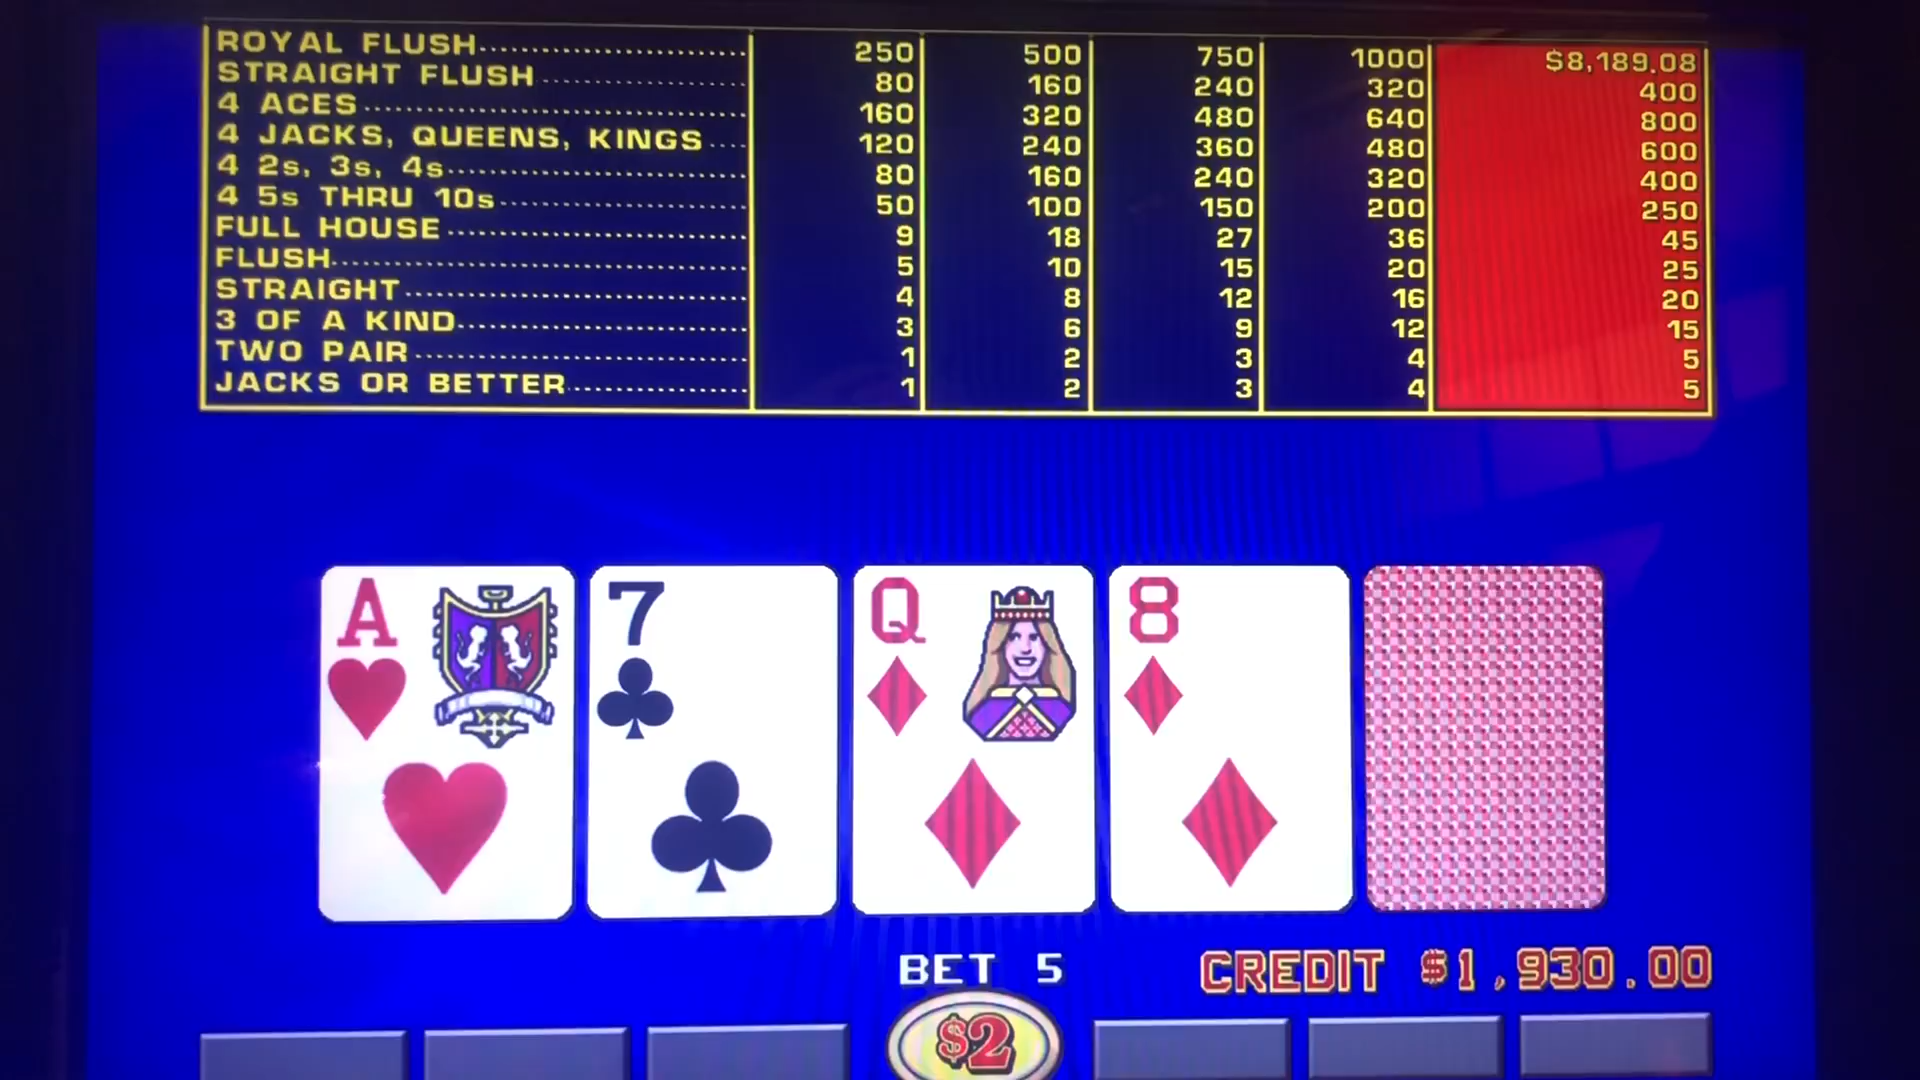 ROYAL FLUSH 250 500 750 1000 $8,189.08
STRAIGHT FLUSH 80 160 240 320 400
4 ACES 160 320 480 640 800
4 JACKS, QUEENS, KINGS 120 240 360 480 600
4 2s, 3s, 4s 80 160 240 320 400
4 5s THRU 10s 50 100 150 200 250
FULL HOUSE 9 18 27 36 45
FLUSH 5 10 15 20 25
STRAIGHT 4 8 12 16 20
3 OF A KIND 3 6 9 12 15
TWO PAIR 1 2 3 4 5
JACKS OR BETTER 1 2 3 4 5
A 7 Q 8
BET 5 CREDIT $1,930.00
$2